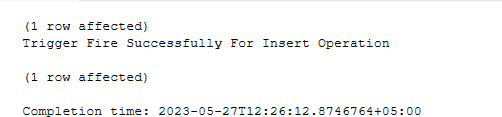 (1 row affected)
Trigger Fire Successfully For Insert Operation
(1 row affected)
Completion time: 2023-05-27T12:26:12.8746764+05:00